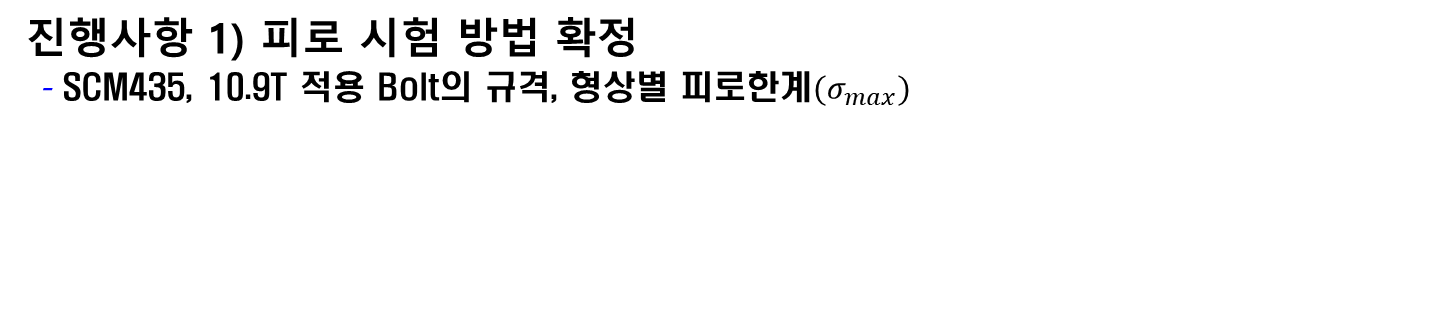 진행사항 1) 피로 시험 방법 확정
- SCM435, 10.9T 적용 Bolt의 규격, 형상별 피로한계(σmax)